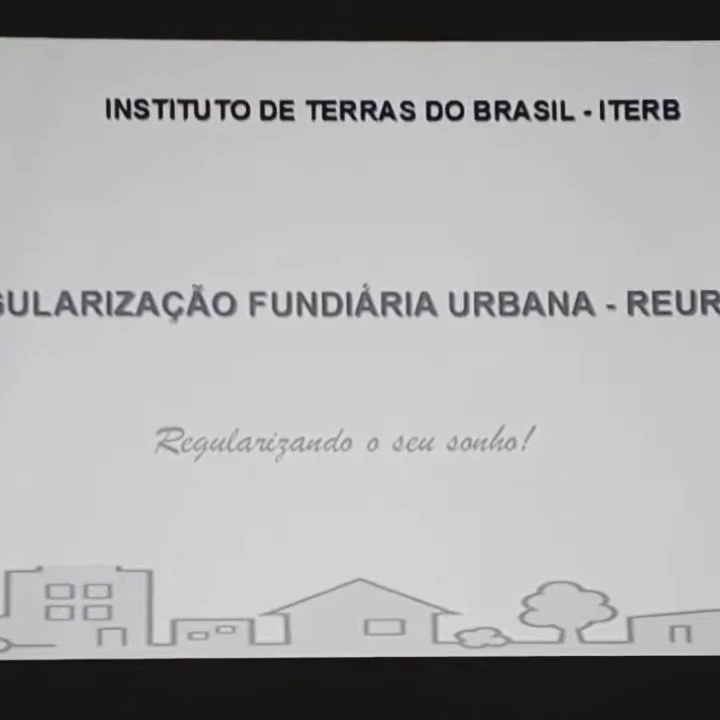 INSTITUTO DE TERRAS DO BRASIL - ITERB
GULARIZAÇÃO FUNDIÁRIA URBANA - REUR
Regularizando o seu sonho!